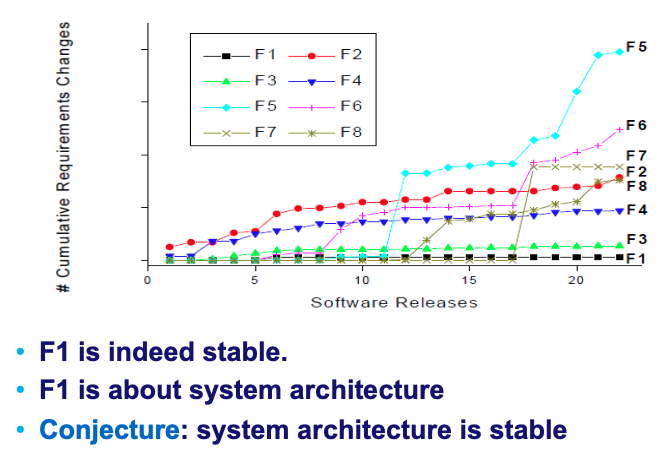 # Cumulative Requirements Changes
F1 F2
F3 F4
F5 F6
F7 F8
F5
F6
F7
F2
F8
F4
F3
F1
0 5 10 15 20
Software Releases
• F1 is indeed stable.
• F1 is about system architecture
• Conjecture: system architecture is stable